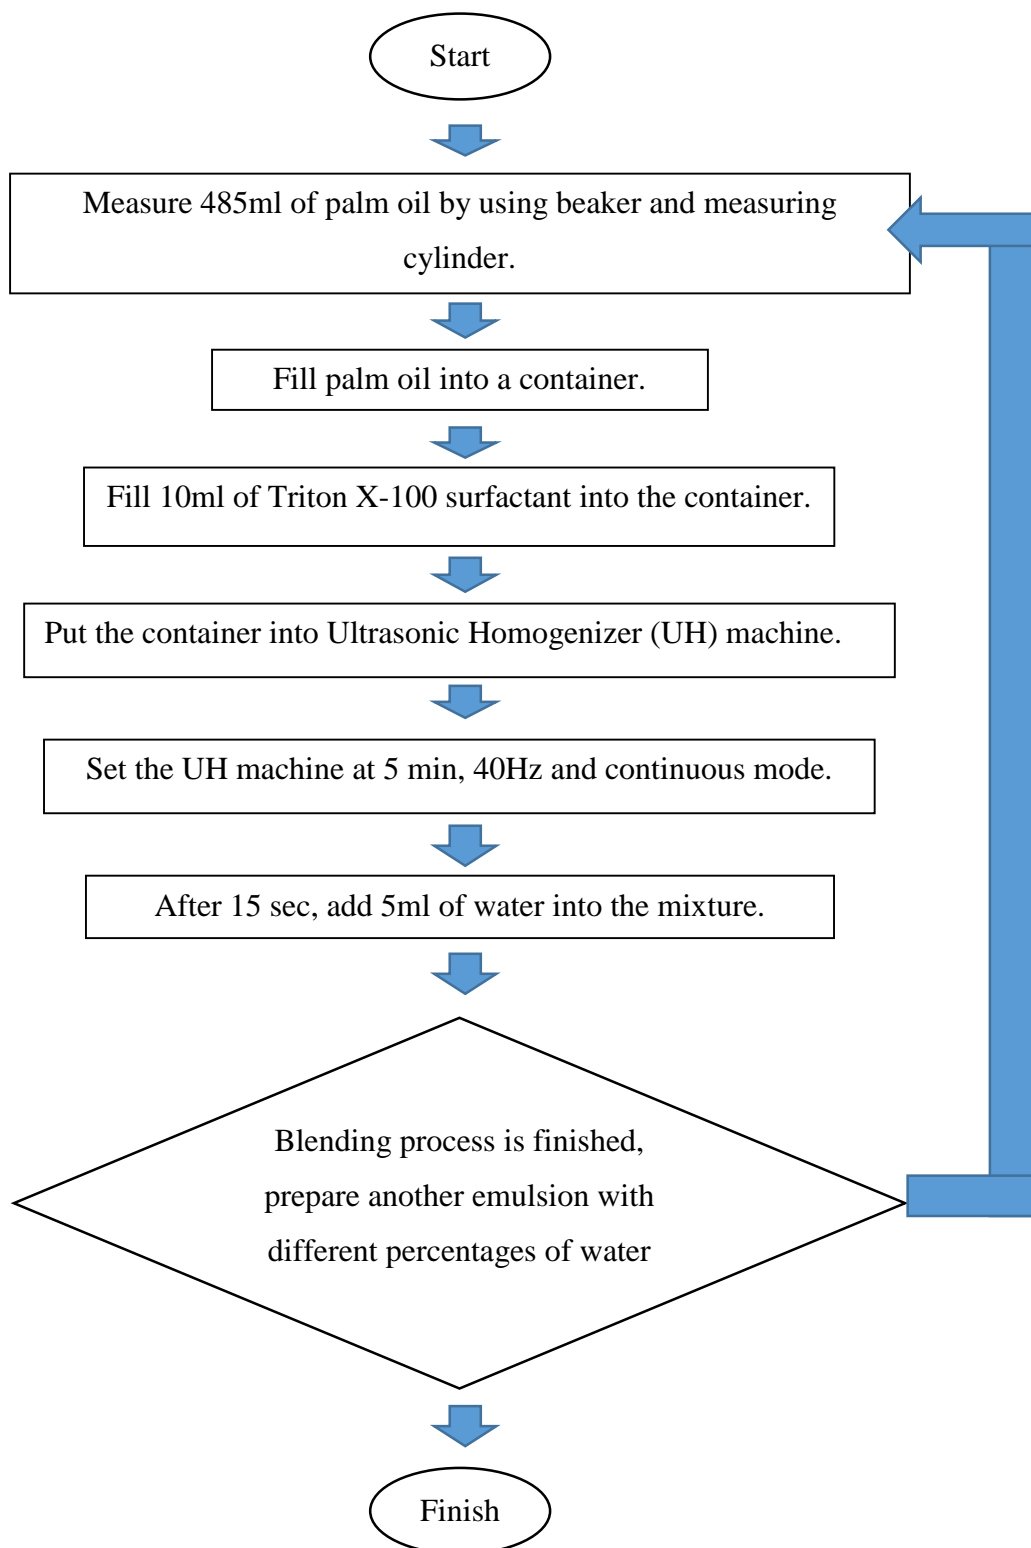 Start
Measure 485ml of palm oil by using beaker and measuring
cylinder.
Fill palm oil into a container.
Fill 10ml of Triton X-100 surfactant into the container.
Put the container into Ultrasonic Homogenizer (UH) machine.
Set the UH machine at 5 min, 40Hz and continuous mode.
After 15 sec, add 5ml of water into the mixture.
Blending process is finished,
prepare another emulsion with
different percentages of water
Finish